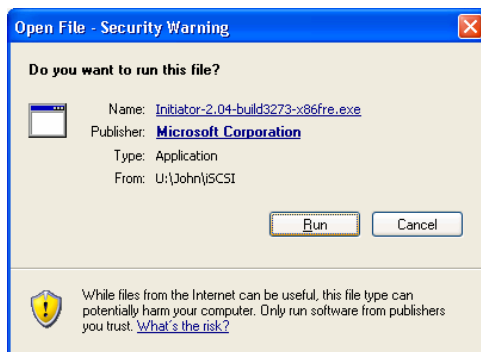 Open File - Security Warning
Do you want to run this file?
Name: Initiator-2.04-build3273-x86fre.exe
Publisher: Microsoft Corporation
Type: Application
From: U:\John\iSCSI
Run Cancel
While files from the Internet can be useful, this file type can
potentially harm your computer. Only run software from publishers
you trust. What's the risk?